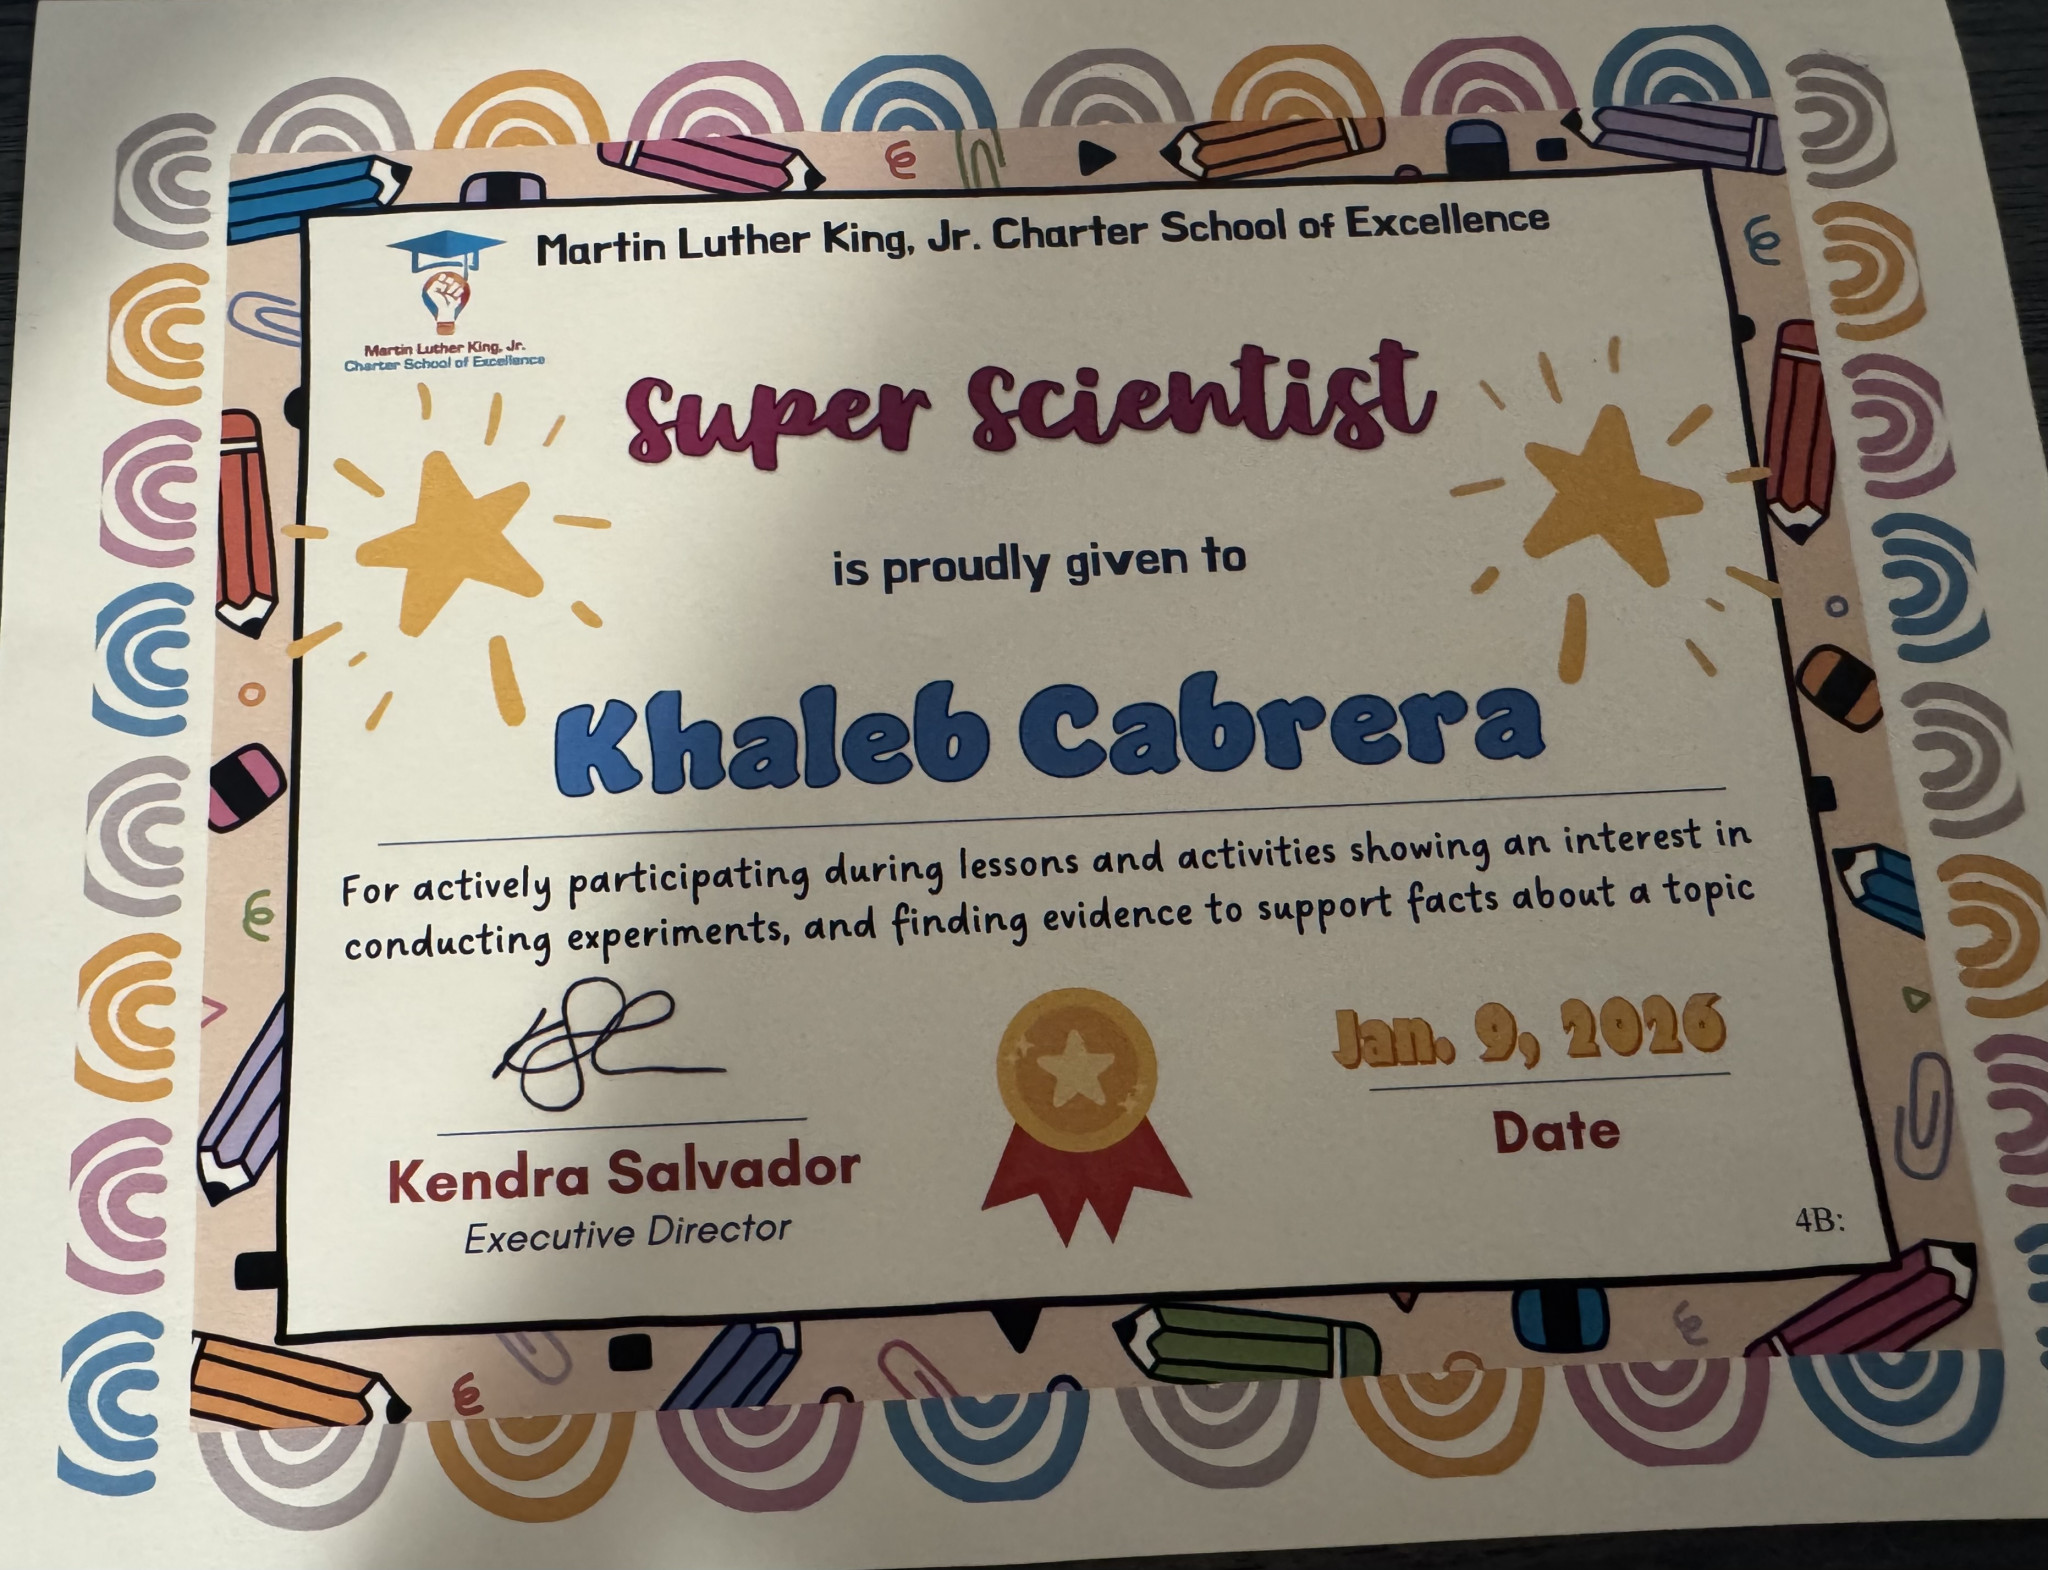 Martin Luther King, Jr. Charter School of Excellence
Martin Luther King, Jr.
Charter School of Excellence
Super Scientist
is proudly given to
Khaleb Cabrera
For actively participating during lessons and activities showing an interest in
conducting experiments, and finding evidence to support facts about a topic
Jan. 9, 2026
Kendra Salvador
Date
Executive Director
4B: